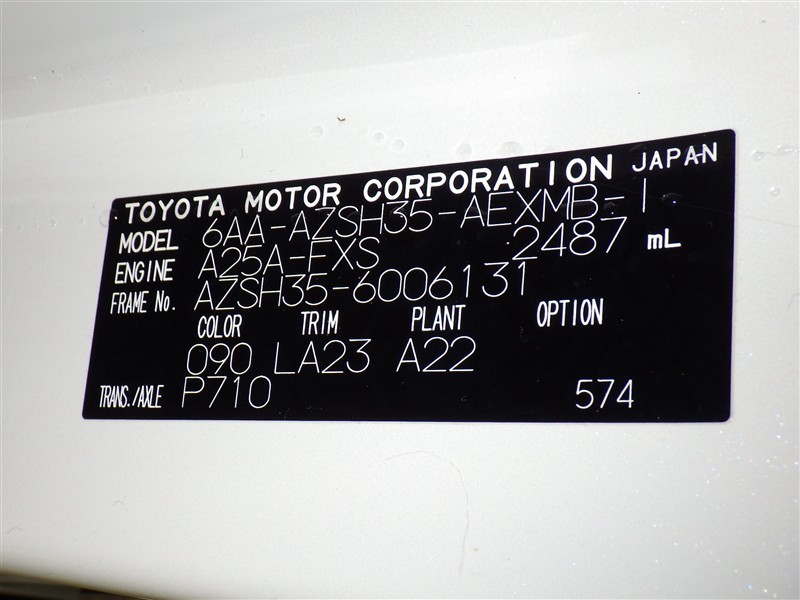 TOYOTA MOTOR CORPORATION JAPAN
MODEL 6AA-AZSH35-AEXMB-I
ENGINE A25A-FXS 2487 mL
FRAME No. AZSH35-6006131
COLOR TRIM PLANT OPTION
090 LA23 A22
TRANS./AXLE P710 574